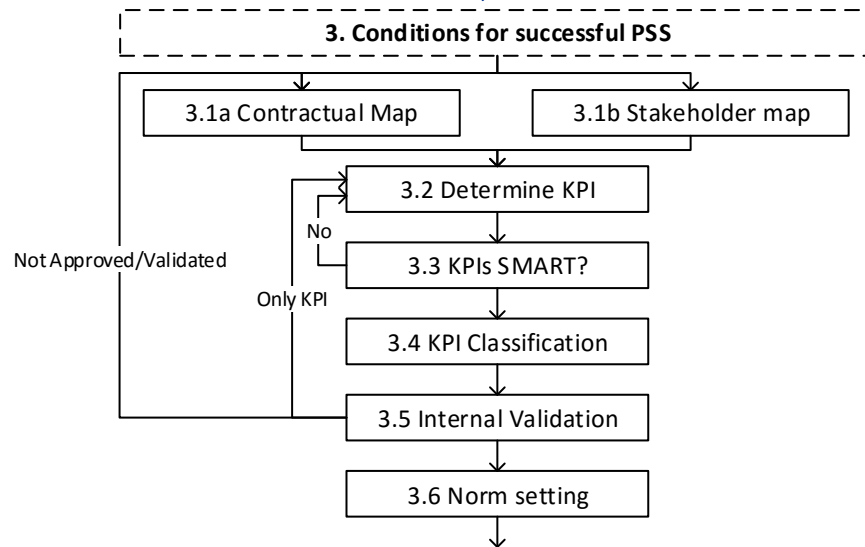 3. Conditions for successful PSS
3.1a Contractual Map
3.1b Stakeholder map
3.2 Determine KPI
No
Not Approved/Validated
3.3 KPIs SMART?
Only KPI
3.4 KPI Classification
3.5 Internal Validation
3.6 Norm setting